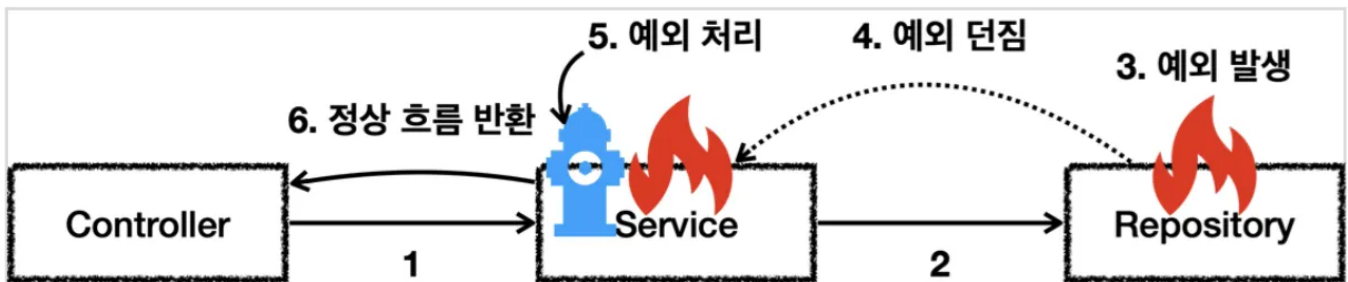 5. 예외 처리
4. 예외 던짐
3. 예외 발생
6. 정상 흐름 반환
Controller
Service
Repository
1
2